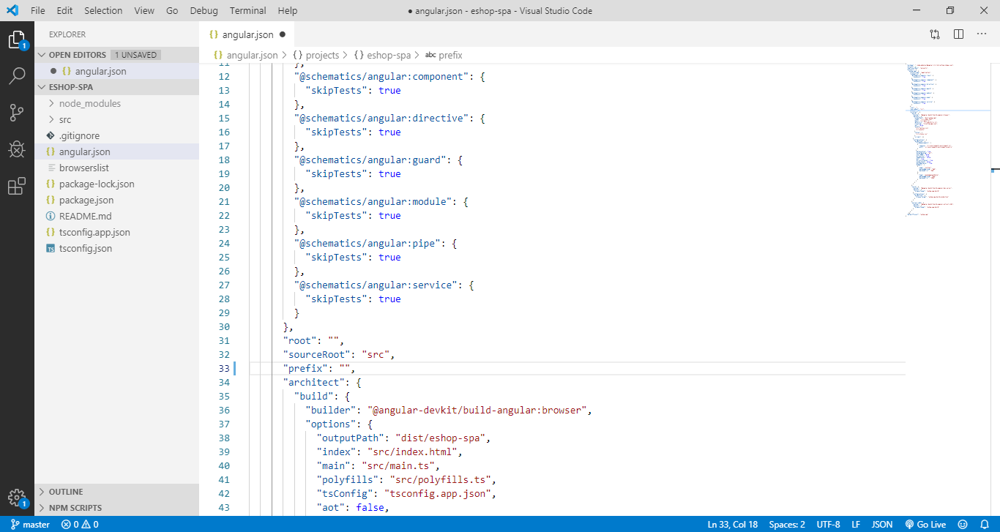 File Edit Selection View Go Debug Terminal Help
● angular.json - eshop-spa - Visual Studio Code
EXPLORER
OPEN EDITORS 1 UNSAVED
{} angular.json
ESHOP-SPA
node_modules
src
.gitignore
{} angular.json
browserslist
{} package-lock.json
{} package.json
README.md
{} tsconfig.app.json
TS tsconfig.json
OUTLINE
NPM SCRIPTS
1
1
{} angular.json ●
{} angular.json > {} projects > {} eshop-spa > abc prefix
11 },
12 "@schematics/angular:component": {
13 "skipTests": true
14 },
15 "@schematics/angular:directive": {
16 "skipTests": true
17 },
18 "@schematics/angular:guard": {
19 "skipTests": true
20 },
21 "@schematics/angular:module": {
22 "skipTests": true
23 },
24 "@schematics/angular:pipe": {
25 "skipTests": true
26 },
27 "@schematics/angular:service": {
28 "skipTests": true
29 }
30 },
31 "root": "",
32 "sourceRoot": "src",
33 "prefix": "",
34 "architect": {
35 "build": {
36 "builder": "@angular-devkit/build-angular:browser",
37 "options": {
38 "outputPath": "dist/eshop-spa",
39 "index": "src/index.html",
40 "main": "src/main.ts",
41 "polyfills": "src/polyfills.ts",
42 "tsConfig": "tsconfig.app.json",
43 "aot": false,
master 0 0
Ln 33, Col 18 Spaces: 2 UTF-8 LF JSON Go Live